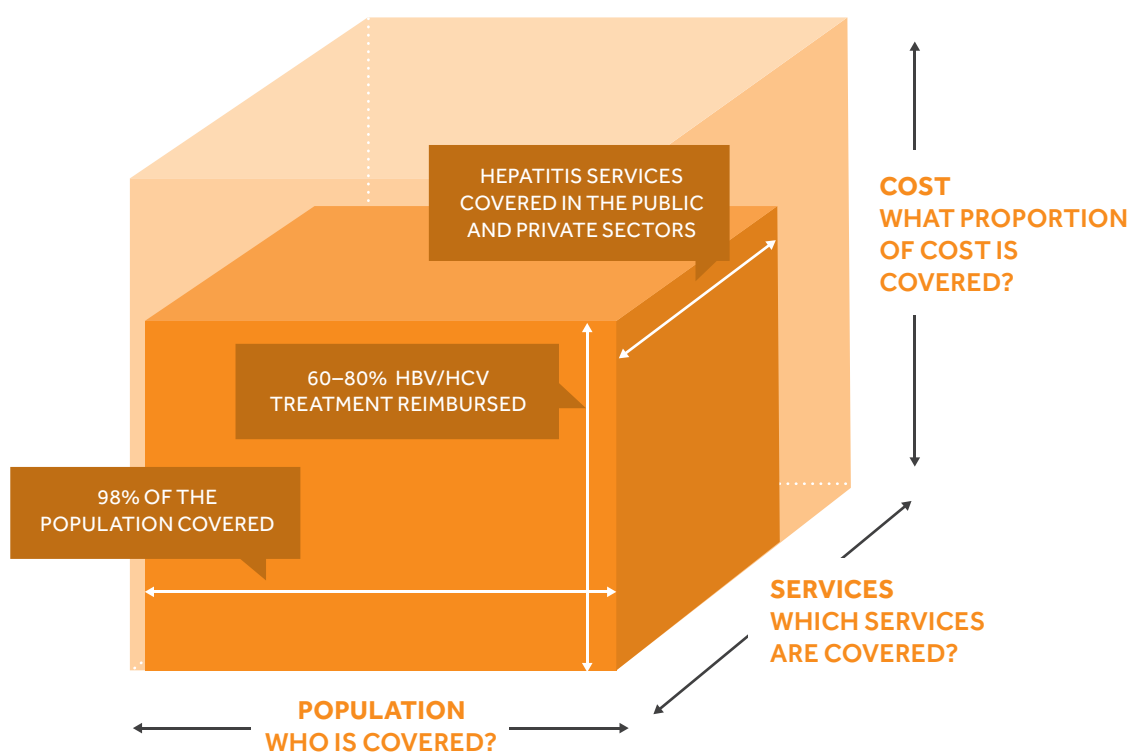 HEPATITIS SERVICES
COVERED IN THE PUBLIC
AND PRIVATE SECTORS
COST
WHAT PROPORTION
OF COST IS
COVERED?
60–80% HBV/HCV
TREATMENT REIMBURSED
98% OF THE
POPULATION COVERED
SERVICES
WHICH SERVICES
ARE COVERED?
POPULATION
WHO IS COVERED?